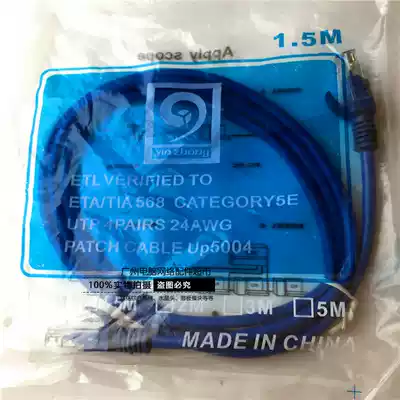 1.5M
Apply scope
ETL VERIFIED TO
ETA/TIA 568 CATEGORY5E
UTP 4PAIRS 24AWG
PATCH CABLE Up5004
州电脑网络配件超市
100%实物拍摄 盗图必究
2M 3M 5M
MADE IN CHINA